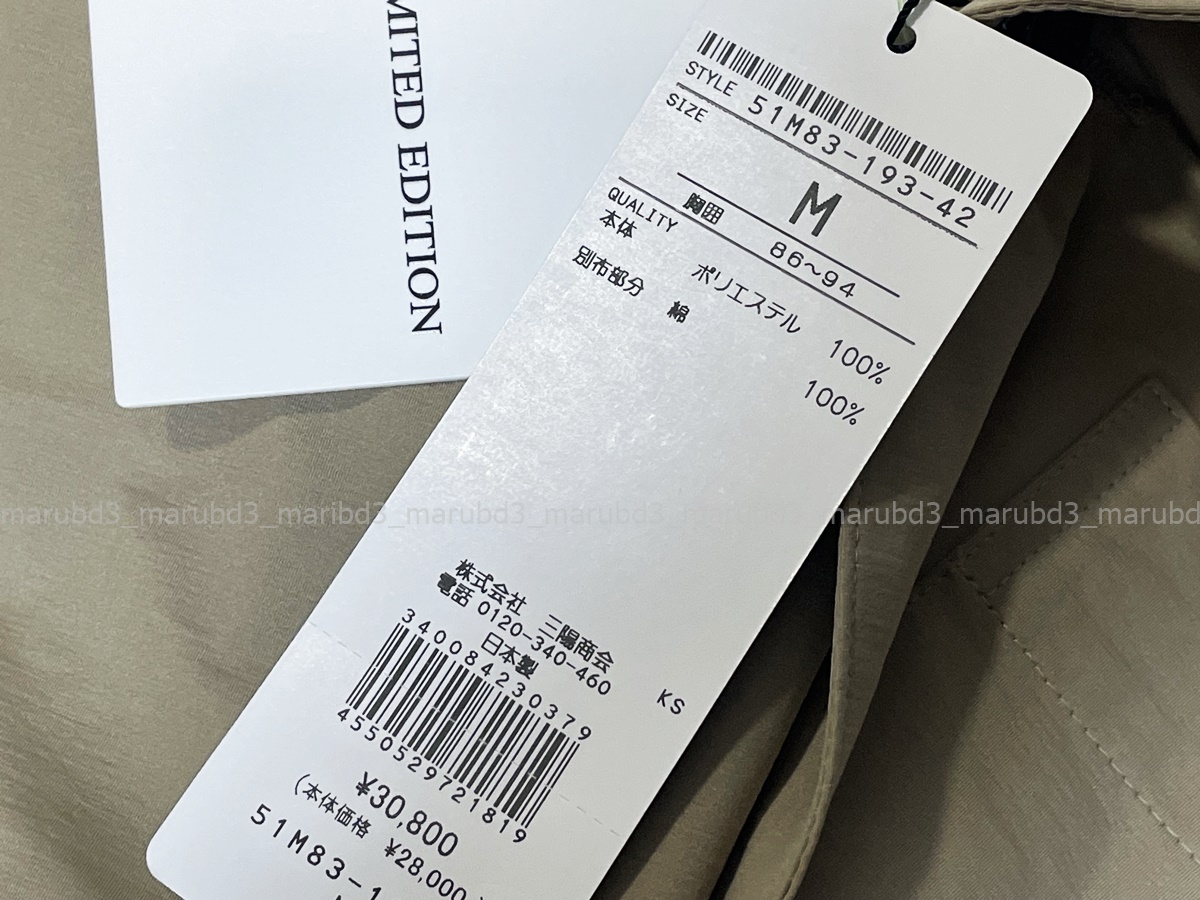 MITED EDITION
STYLE 51M83-193-42
SIZE
M
胸囲 86~94
QUALITY
本体 ポリエステル 100%
別布部分 綿 100%
株式会社 三陽商会
電話 0120-340-460
日本製
KS
340084230379
4550529721819
¥30,800
(本体価格 ¥28,000
51M83-1
marubd3_marubd3_maribd3_marubd3_marubd3_marubd3_marubd3_marubd3_marubd